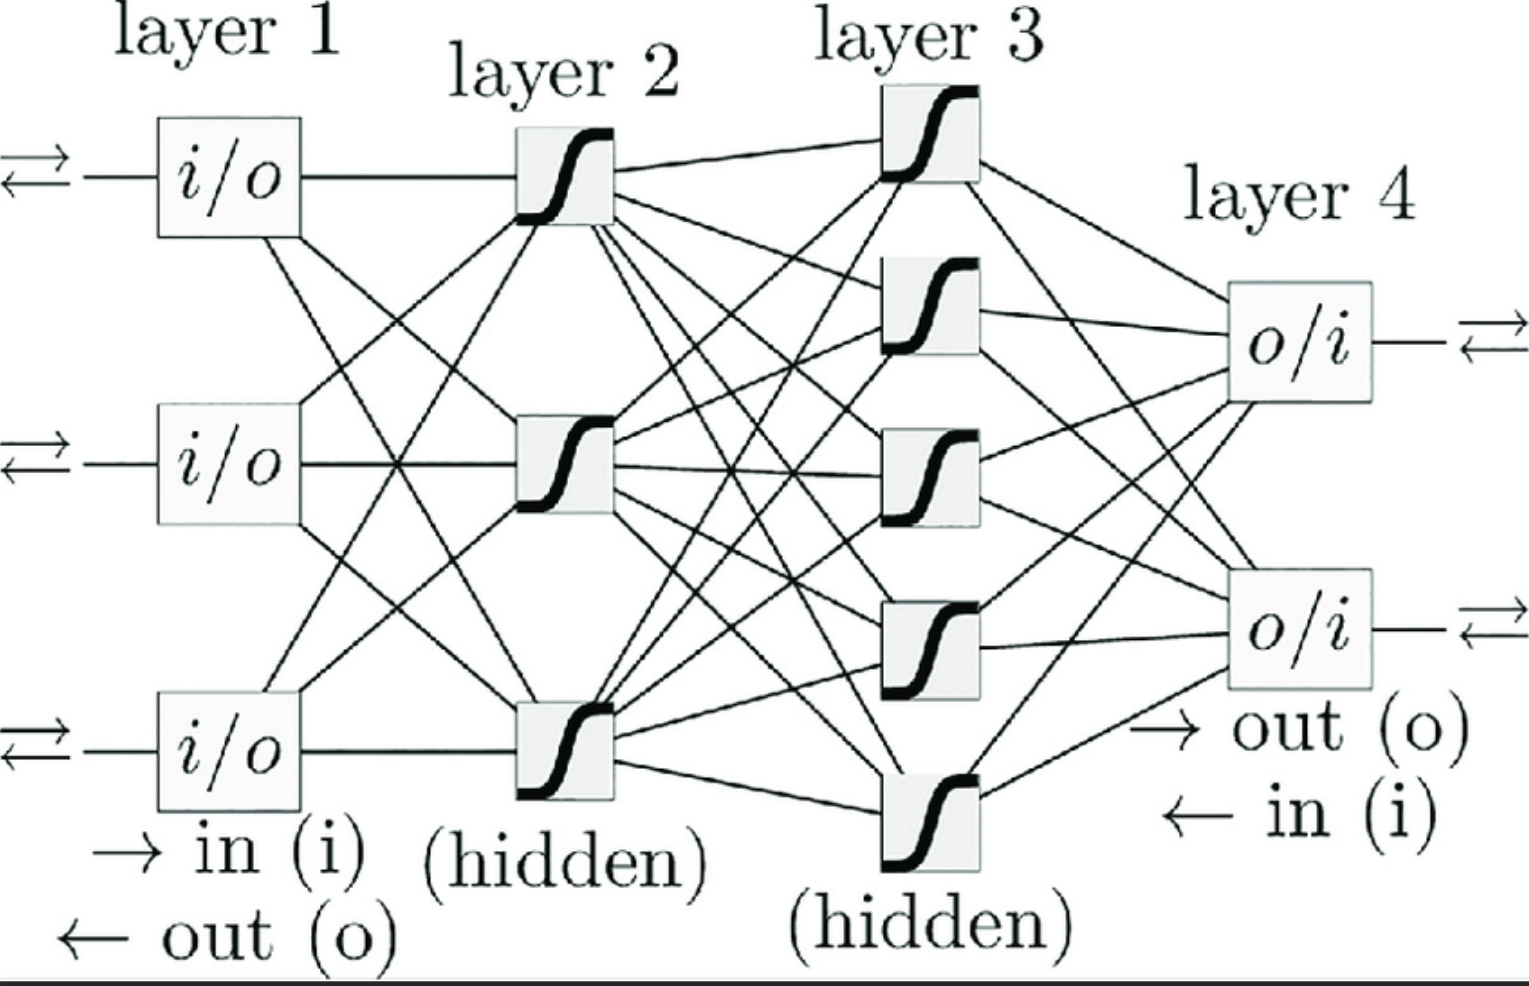 layer 1
layer 2
layer 3
layer 4
i/o
i/o
i/o
o/i
o/i
→ in (i)
← out (o)
(hidden)
(hidden)
→ out (o)
← in (i)